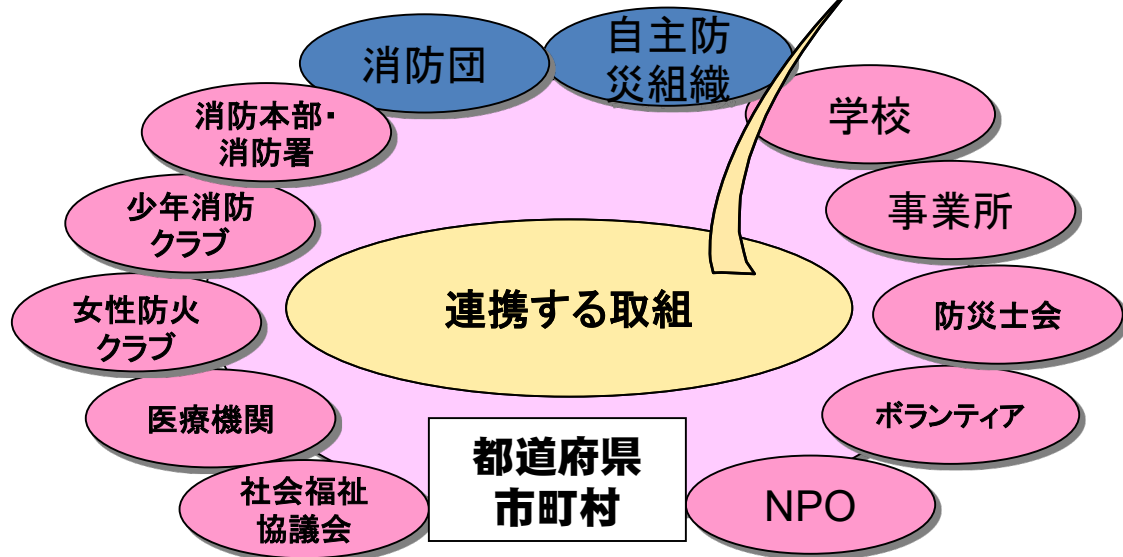 消防団
自主防
災組織
消防本部・
消防署
学校
少年消防
クラブ
事業所
女性防火
クラブ
連携する取組
防災士会
医療機関
ボランティア
都道府県
市町村
社会福祉
協議会
NPO